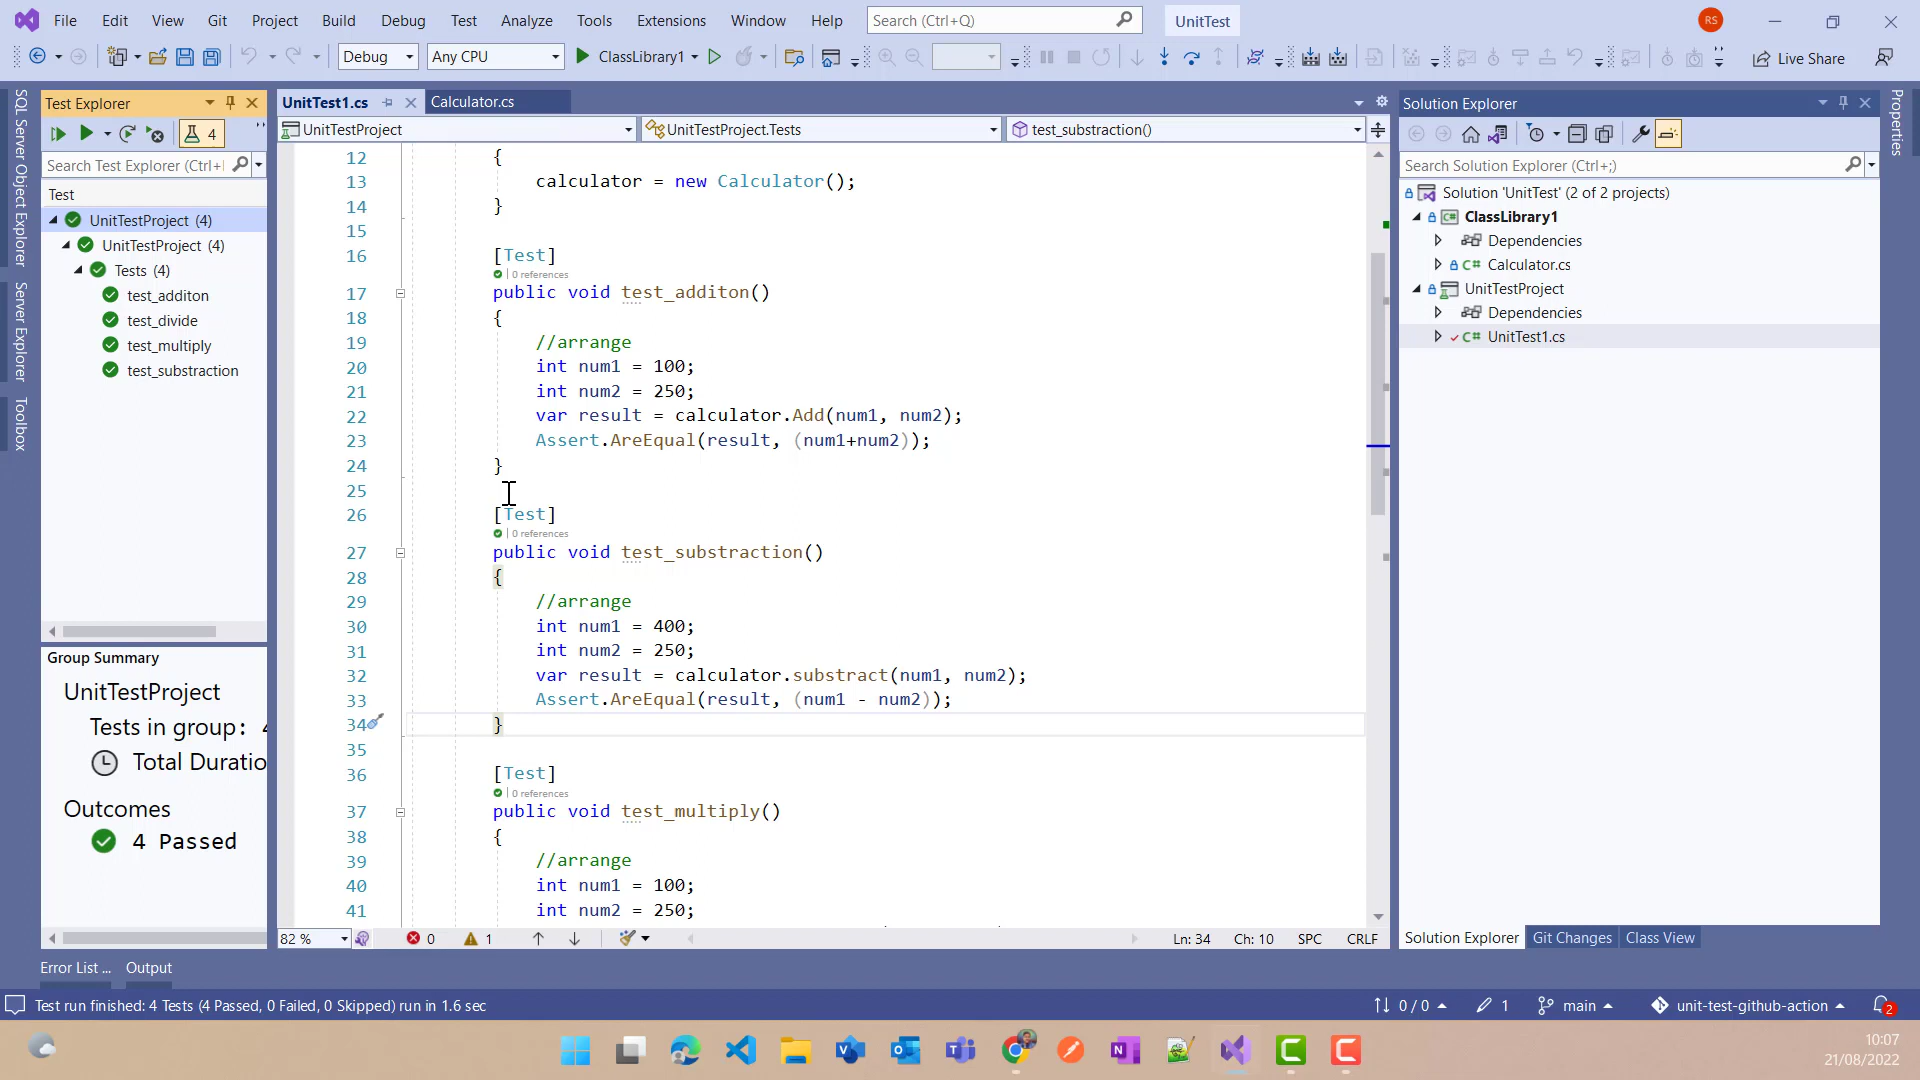 File Edit View Git Project Build Debug Test Analyze Tools Extensions Window Help Search (Ctrl+Q) UnitTest RS
Debug Any CPU ClassLibrary1 Live Share
SQL Server Object Explorer
Server Explorer
Toolbox
Test Explorer
4
Search Test Explorer (Ctrl+
Test
UnitTestProject (4)
UnitTestProject (4)
Tests (4)
test_additon
test_divide
test_multiply
test_substraction
Group Summary
UnitTestProject
Tests in group: 4
Total Duratio
Outcomes
4 Passed
UnitTest1.cs Calculator.cs
UnitTestProject UnitTestProject.Tests test_substraction()
12 {
13 calculator = new Calculator();
14 }
15
16 [Test]
0 references
17 public void test_additon()
18 {
19 //arrange
20 int num1 = 100;
21 int num2 = 250;
22 var result = calculator.Add(num1, num2);
23 Assert.AreEqual(result, (num1+num2));
24 }
25
26 [Test]
0 references
27 public void test_substraction()
28 {
29 //arrange
30 int num1 = 400;
31 int num2 = 250;
32 var result = calculator.substract(num1, num2);
33 Assert.AreEqual(result, (num1 - num2));
34 }
35
36 [Test]
0 references
37 public void test_multiply()
38 {
39 //arrange
40 int num1 = 100;
41 int num2 = 250;
82 % 0 1 Ln: 34 Ch: 10 SPC CRLF
Solution Explorer
Search Solution Explorer (Ctrl+;)
Solution 'UnitTest' (2 of 2 projects)
ClassLibrary1
Dependencies
C# Calculator.cs
UnitTestProject
Dependencies
C# UnitTest1.cs
Solution Explorer Git Changes Class View
Properties
Error List ... Output
Test run finished: 4 Tests (4 Passed, 0 Failed, 0 Skipped) run in 1.6 sec 0 / 0 1 main unit-test-github-action 2
10:07
21/08/2022